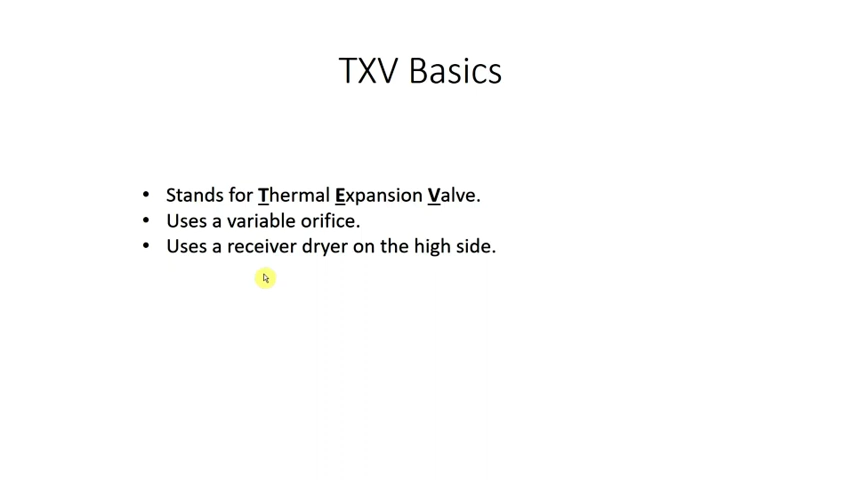 TXV Basics
• Stands for Thermal Expansion Valve.
• Uses a variable orifice.
• Uses a receiver dryer on the high side.